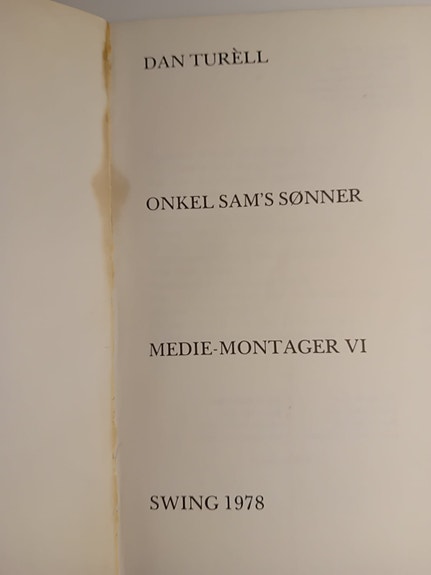 DAN TURÈLL
ONKEL SAM'S SØNNER
MEDIE-MONTAGER VI
SWING 1978